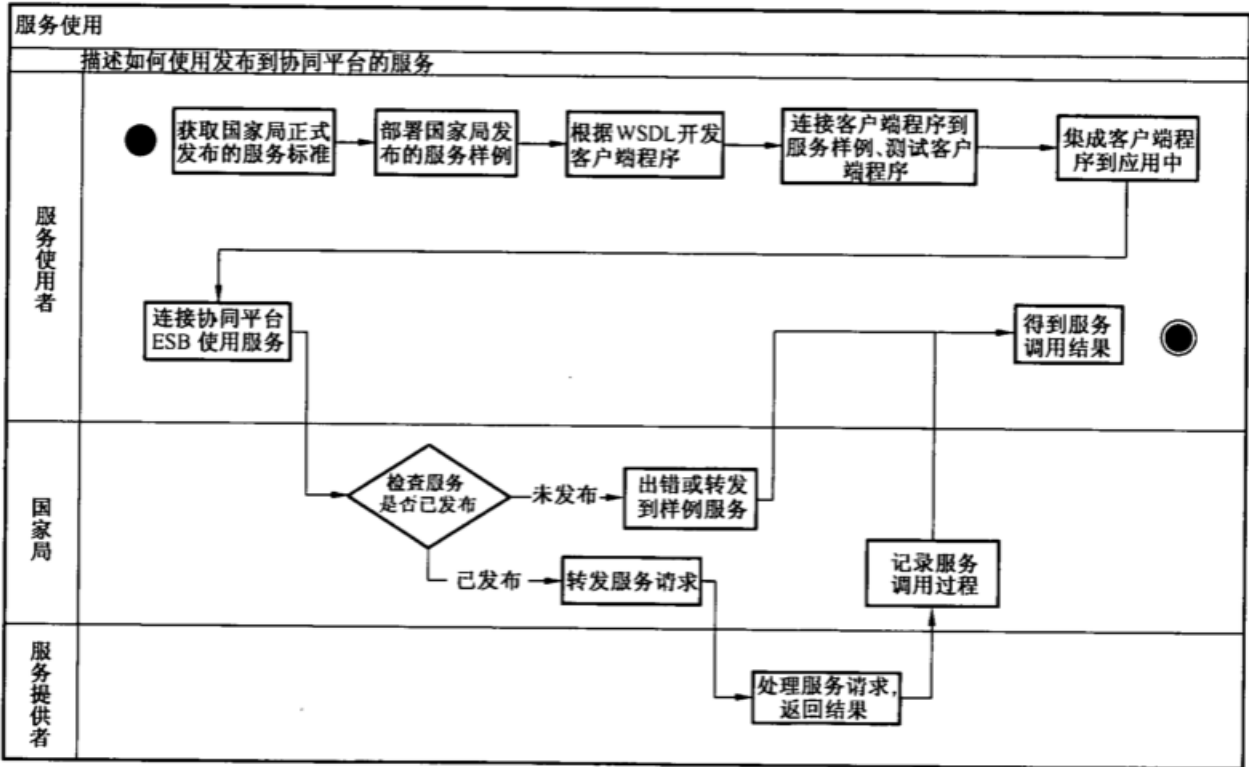 服务使用
描述如何使用发布到协同平台的服务
服务使用者
获取国家局正式
发布的服务标准
部署国家局发
布的服务样例
根据WSDL开发
客户端程序
连接客户端程序到
服务样例、测试客户
端程序
集成客户端程
序到应用中
连接协同平台
ESB使用服务
得到服务
调用结果
国家局
检查服务
是否已发布
未发布
出错或转发
到样例服务
已发布
转发服务请求
记录服务
调用过程
服务提供者
处理服务请求,
返回结果